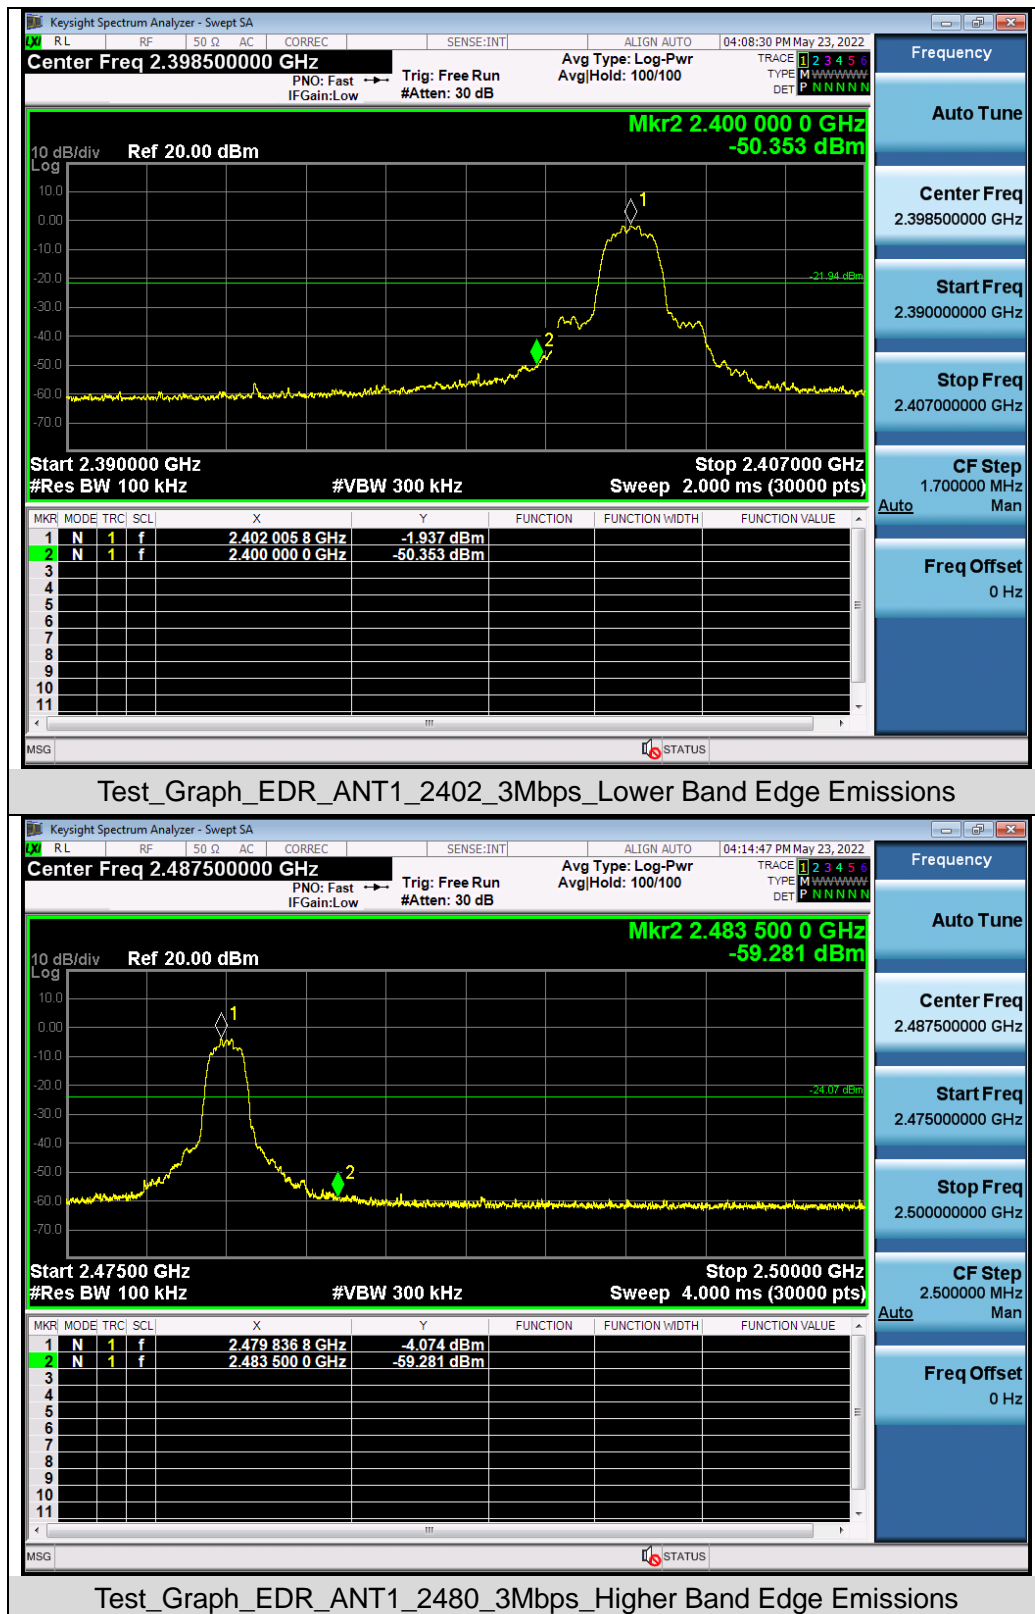 Keysight Spectrum Analyzer - Swept SA
LXI RL RF 50 Ω AC CORREC SENSE:INT ALIGN AUTO 04:08:30 PM May 23, 2022
Center Freq 2.398500000 GHz
PNO: Fast
IFGain:Low
Trig: Free Run
#Atten: 30 dB
Avg Type: Log-Pwr
Avg|Hold: 100/100
TRACE 1 2 3 4 5 6
TYPE M WWWWW
DET P N N N N N
Mkr2 2.400 000 0 GHz
-50.353 dBm
10 dB/div Ref 20.00 dBm
Log
10.0
0.00
-10.0
-20.0
-30.0
-40.0
-50.0
-60.0
-70.0
1
2
-21.94 dBm
Start 2.390000 GHz Stop 2.407000 GHz
#Res BW 100 kHz #VBW 300 kHz Sweep 2.000 ms (30000 pts)
MKR MODE TRC SCL X Y FUNCTION FUNCTION WIDTH FUNCTION VALUE
1 N 1 f 2.402 005 8 GHz -1.937 dBm
2 N 1 f 2.400 000 0 GHz -50.353 dBm
3
4
5
6
7
8
9
10
11
MSG STATUS
Frequency
Auto Tune
Center Freq
2.398500000 GHz
Start Freq
2.390000000 GHz
Stop Freq
2.407000000 GHz
CF Step
1.700000 MHz
Auto Man
Freq Offset
0 Hz
Test_Graph_EDR_ANT1_2402_3Mbps_Lower Band Edge Emissions
Keysight Spectrum Analyzer - Swept SA
LXI RL RF 50 Ω AC CORREC SENSE:INT ALIGN AUTO 04:14:47 PM May 23, 2022
Center Freq 2.487500000 GHz
PNO: Fast
IFGain:Low
Trig: Free Run
#Atten: 30 dB
Avg Type: Log-Pwr
Avg|Hold: 100/100
TRACE 1 2 3 4 5 6
TYPE M WWWWW
DET P N N N N N
Mkr2 2.483 500 0 GHz
-59.281 dBm
10 dB/div Ref 20.00 dBm
Log
10.0
0.00
-10.0
-20.0
-30.0
-40.0
-50.0
-60.0
-70.0
1
2
-24.07 dBm
Start 2.47500 GHz Stop 2.50000 GHz
#Res BW 100 kHz #VBW 300 kHz Sweep 4.000 ms (30000 pts)
MKR MODE TRC SCL X Y FUNCTION FUNCTION WIDTH FUNCTION VALUE
1 N 1 f 2.479 836 8 GHz -4.074 dBm
2 N 1 f 2.483 500 0 GHz -59.281 dBm
3
4
5
6
7
8
9
10
11
MSG STATUS
Frequency
Auto Tune
Center Freq
2.487500000 GHz
Start Freq
2.475000000 GHz
Stop Freq
2.500000000 GHz
CF Step
2.500000 MHz
Auto Man
Freq Offset
0 Hz
Test_Graph_EDR_ANT1_2480_3Mbps_Higher Band Edge Emissions